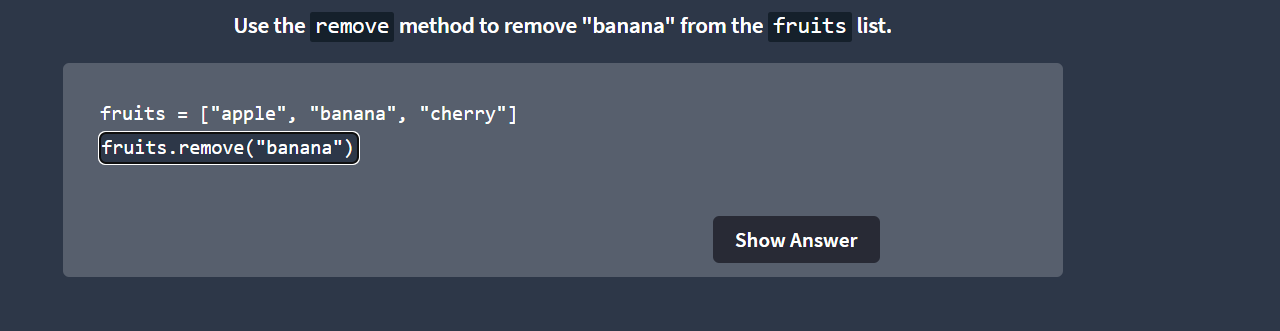 Use the remove method to remove "banana" from the fruits list.
fruits = ["apple", "banana", "cherry"]
fruits.remove("banana")
Show Answer